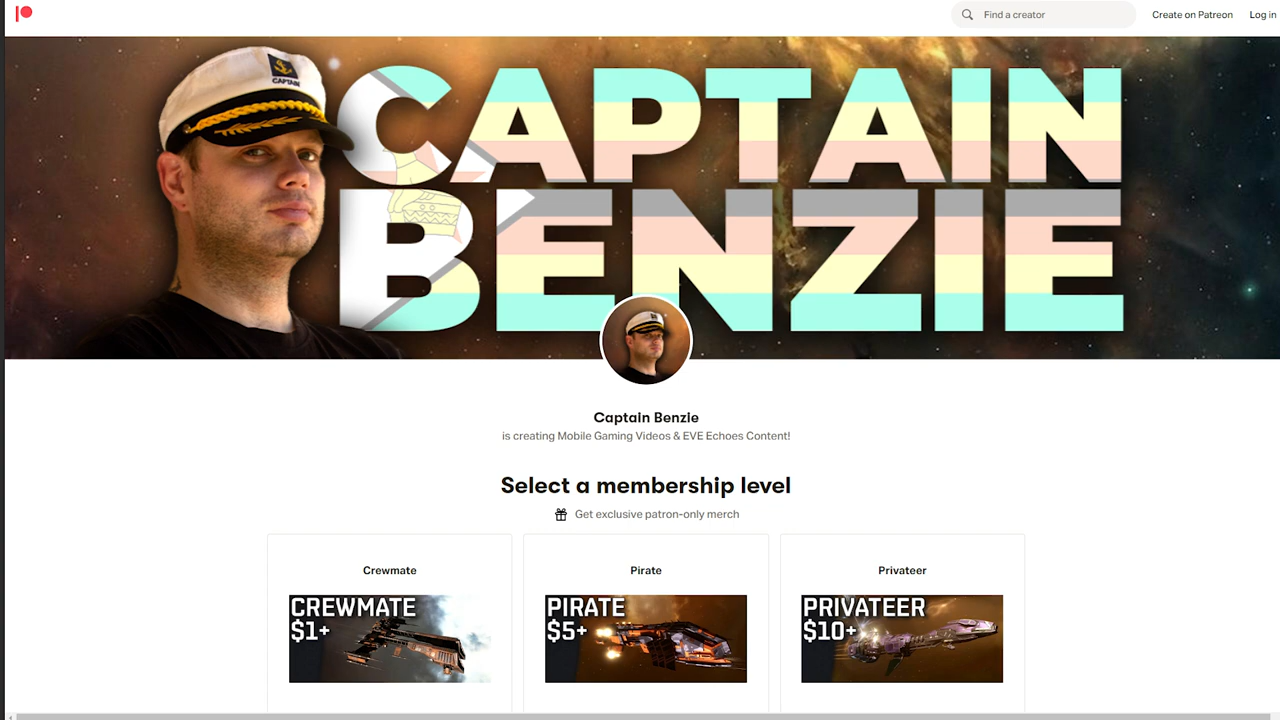 Find a creator
Create on Patreon
Log in
CAPTAIN
CAPTAIN
BENZIE
Captain Benzie
is creating Mobile Gaming Videos & EVE Echoes Content!
Select a membership level
Get exclusive patron-only merch
Crewmate
Pirate
Privateer
CREWMATE
$1+
PIRATE
$5+
PRIVATEER
$10+